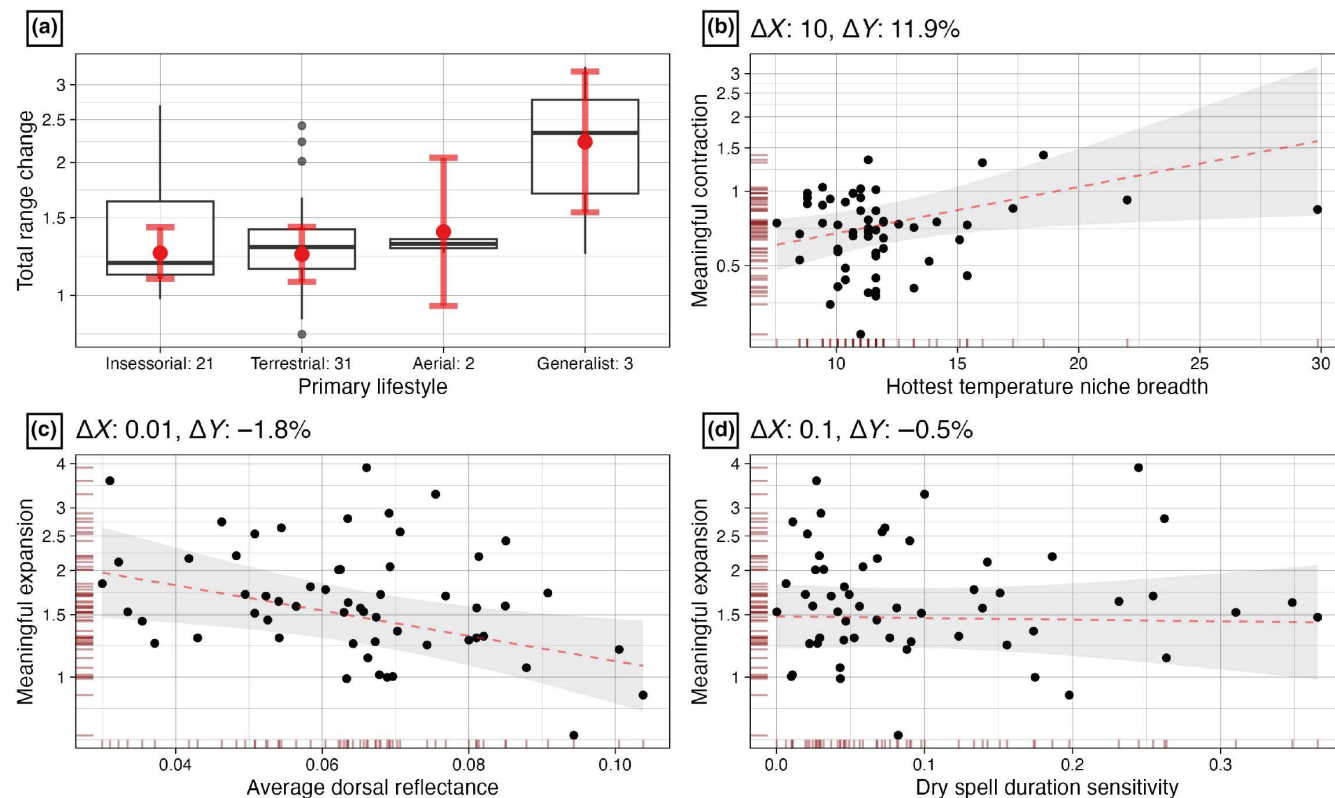 (a)
Total range change
3
2.5
2
1.5
1
Insessorial: 21 Terrestrial: 31 Aerial: 2 Generalist: 3
Primary lifestyle
(b) ΔX: 10, ΔY: 11.9%
Meaningful contraction
3
2.5
2
1.5
1
0.5
10 15 20 25 30
Hottest temperature niche breadth
(c) ΔX: 0.01, ΔY: −1.8%
Meaningful expansion
4
3
2.5
2
1.5
1
0.04 0.06 0.08 0.10
Average dorsal reflectance
(d) ΔX: 0.1, ΔY: −0.5%
Meaningful expansion
4
3
2.5
2
1.5
1
0.0 0.1 0.2 0.3
Dry spell duration sensitivity